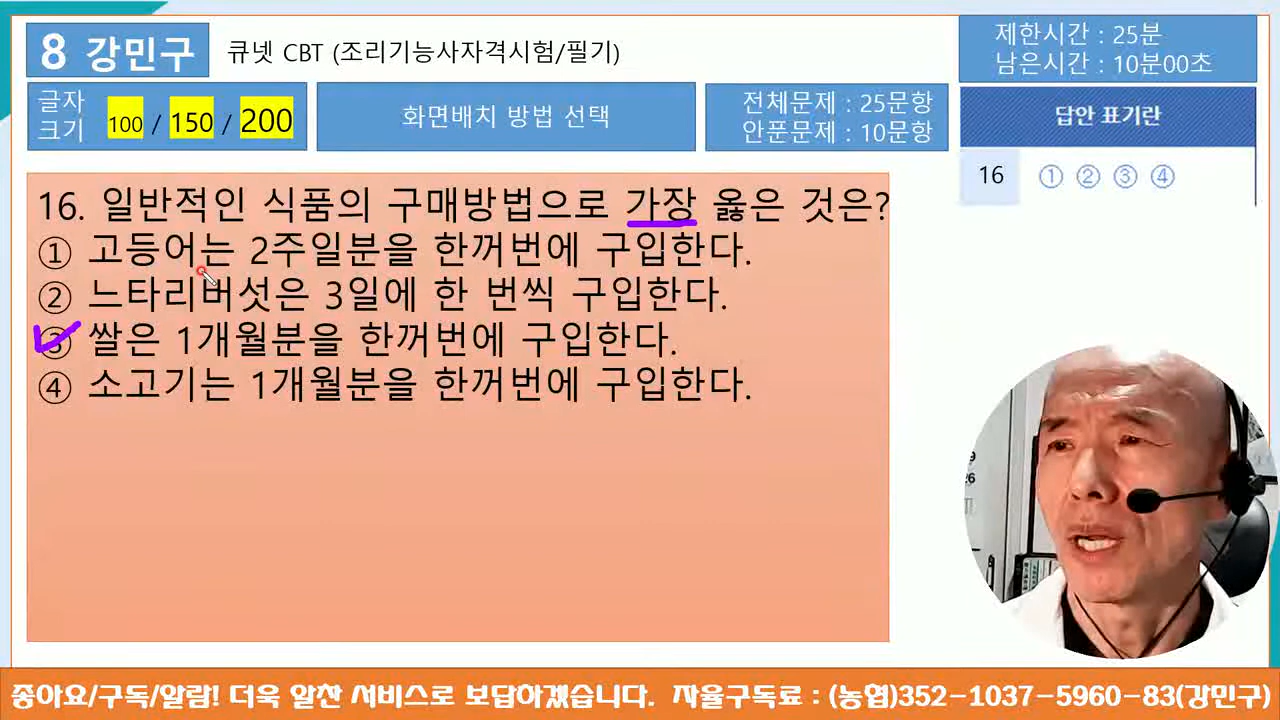 8 강민구
큐넷 CBT (조리기능사자격시험/필기)
제한시간 : 25분
남은시간 : 10분00초
글자
크기
100 / 150 / 200
화면배치 방법 선택
전체문제 : 25문항
안푼문제 : 10문항
답안 표기란
16 ① ② ③ ④
16. 일반적인 식품의 구매방법으로 가장 옳은 것은?
① 고등어는 2주일분을 한꺼번에 구입한다.
② 느타리버섯은 3일에 한 번씩 구입한다.
③ 쌀은 1개월분을 한꺼번에 구입한다.
④ 소고기는 1개월분을 한꺼번에 구입한다.
종아요/구독/알람! 더욱 알찬 서비스로 보답하겠습니다. 자율구독료 : (농협)352-1037-5960-83(강민구)